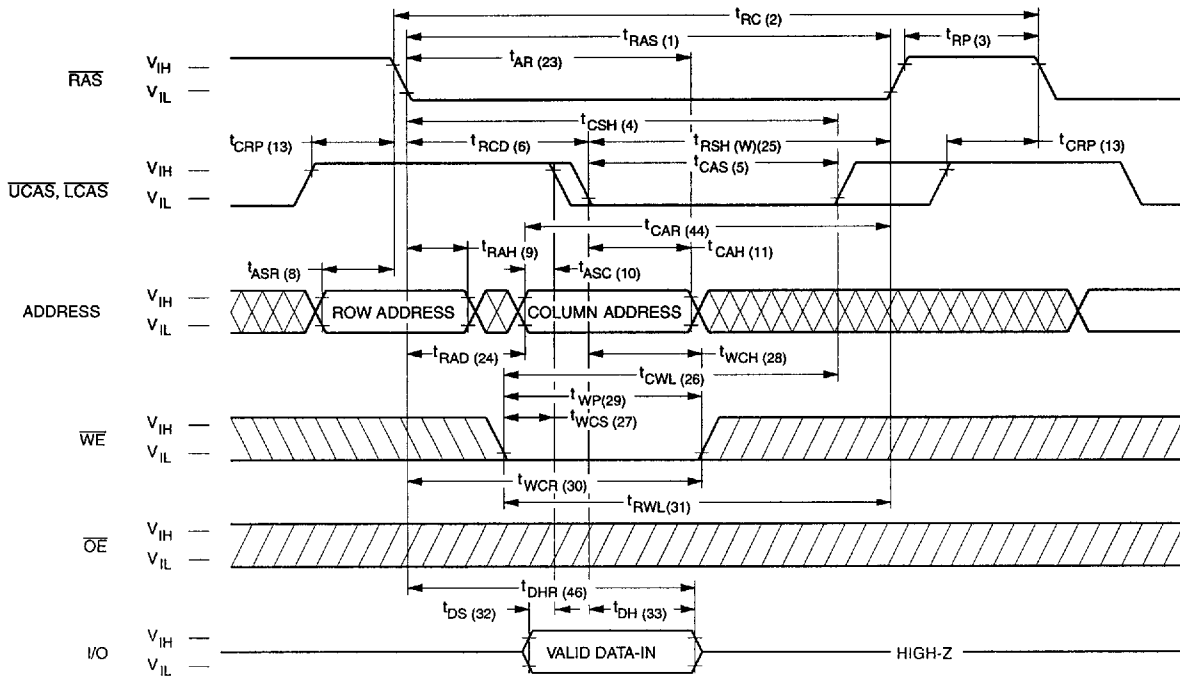 tRC (2)
tRAS (1)
tRP (3)
tAR (23)
RAS
VIH
VIL
tCSH (4)
tCRP (13)
tRCD (6)
tRSH (W)(25)
tCRP (13)
tCAS (5)
UCAS, LCAS
VIH
VIL
tCAR (44)
tRAH (9)
tCAH (11)
tASR (8)
tASC (10)
ADDRESS
VIH
VIL
ROW ADDRESS
COLUMN ADDRESS
tRAD (24)
tWCH (28)
tCWL (26)
tWP(29)
tWCS (27)
WE
VIH
VIL
tWCR (30)
tRWL(31)
OE
VIH
VIL
tDHR (46)
tDS (32)
tDH (33)
I/O
VIH
VIL
VALID DATA-IN
HIGH-Z